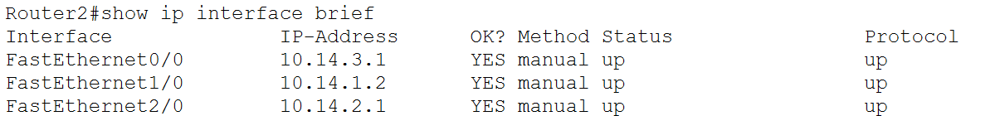 Router2#show ip interface brief
Interface              IP-Address      OK? Method Status                Protocol
FastEthernet0/0        10.14.3.1       YES manual up                    up
FastEthernet1/0        10.14.1.2       YES manual up                    up
FastEthernet2/0        10.14.2.1       YES manual up                    up